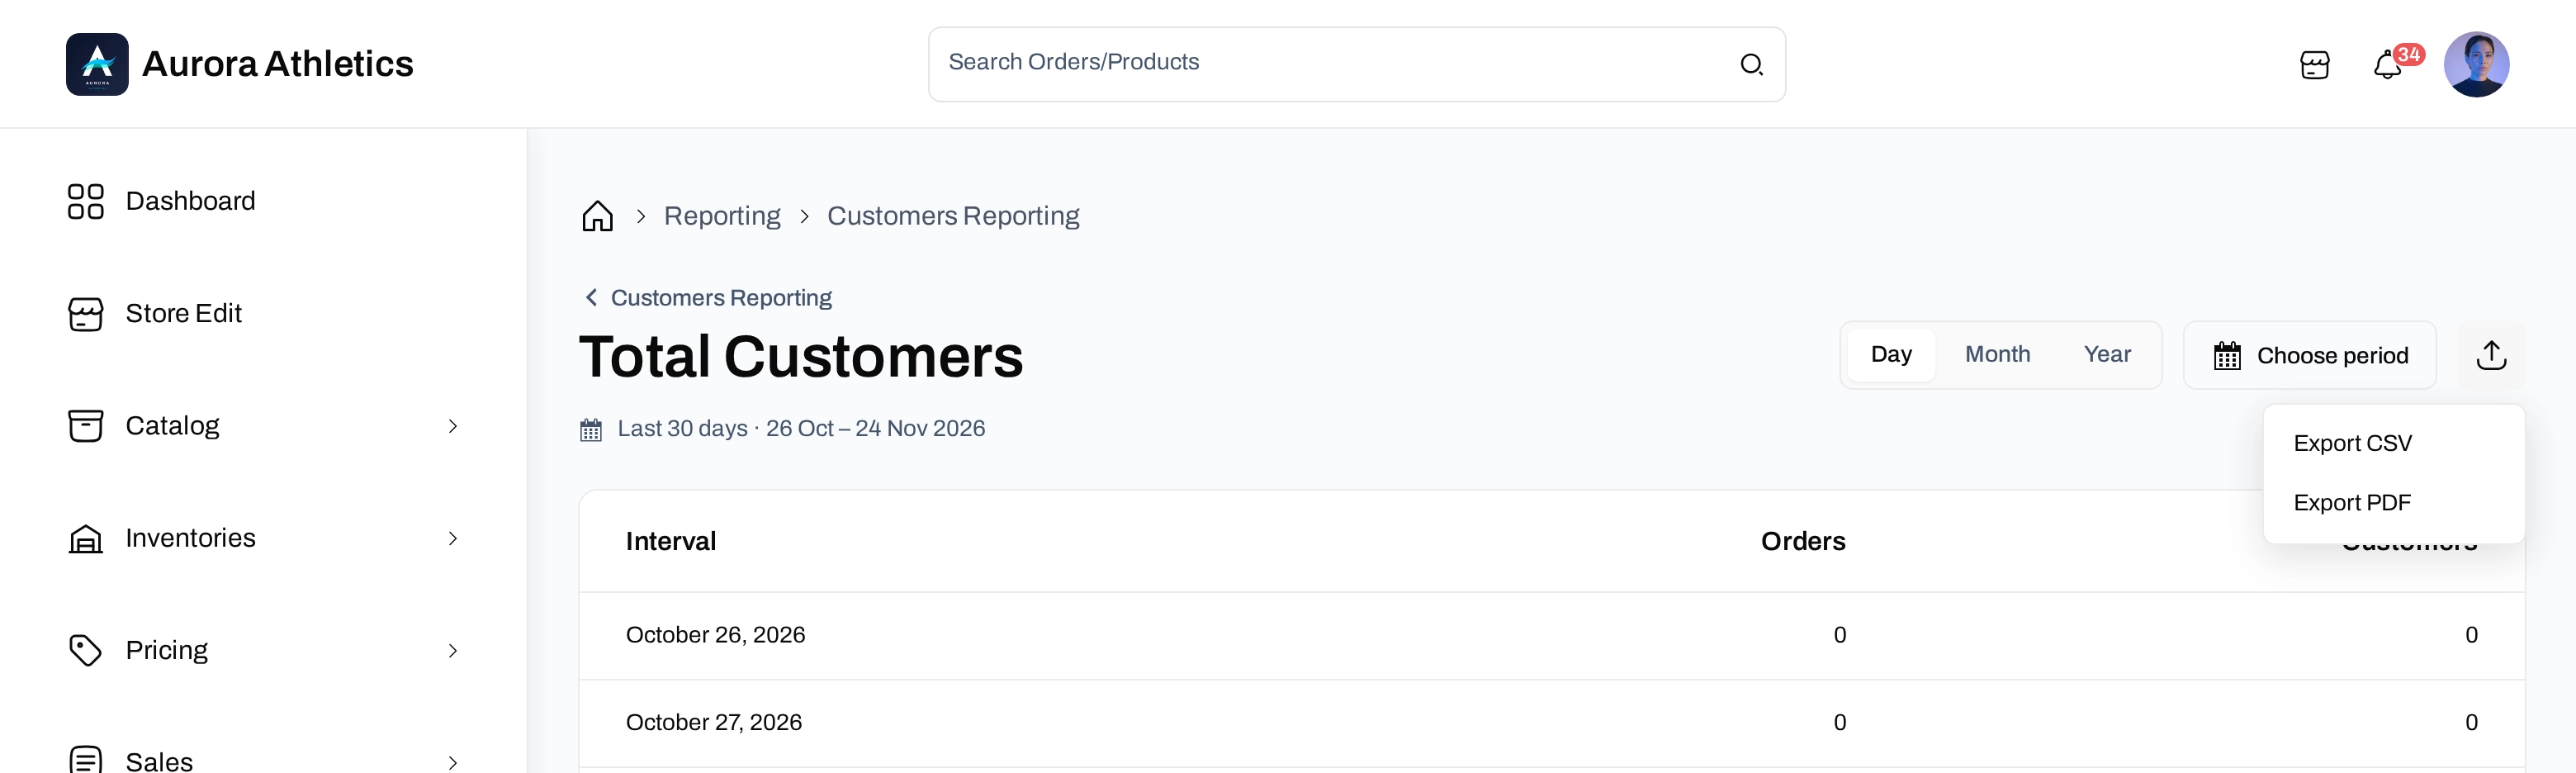 Aurora Athletics
Search Orders/Products
34
Dashboard
Store Edit
Catalog
Inventories
Pricing
Sales
Reporting
Customers Reporting
Customers Reporting
Total Customers
Last 30 days · 26 Oct – 24 Nov 2026
Day Month Year
Choose period
Export CSV
Export PDF
Interval Orders Customers
October 26, 2026 0 0
October 27, 2026 0 0